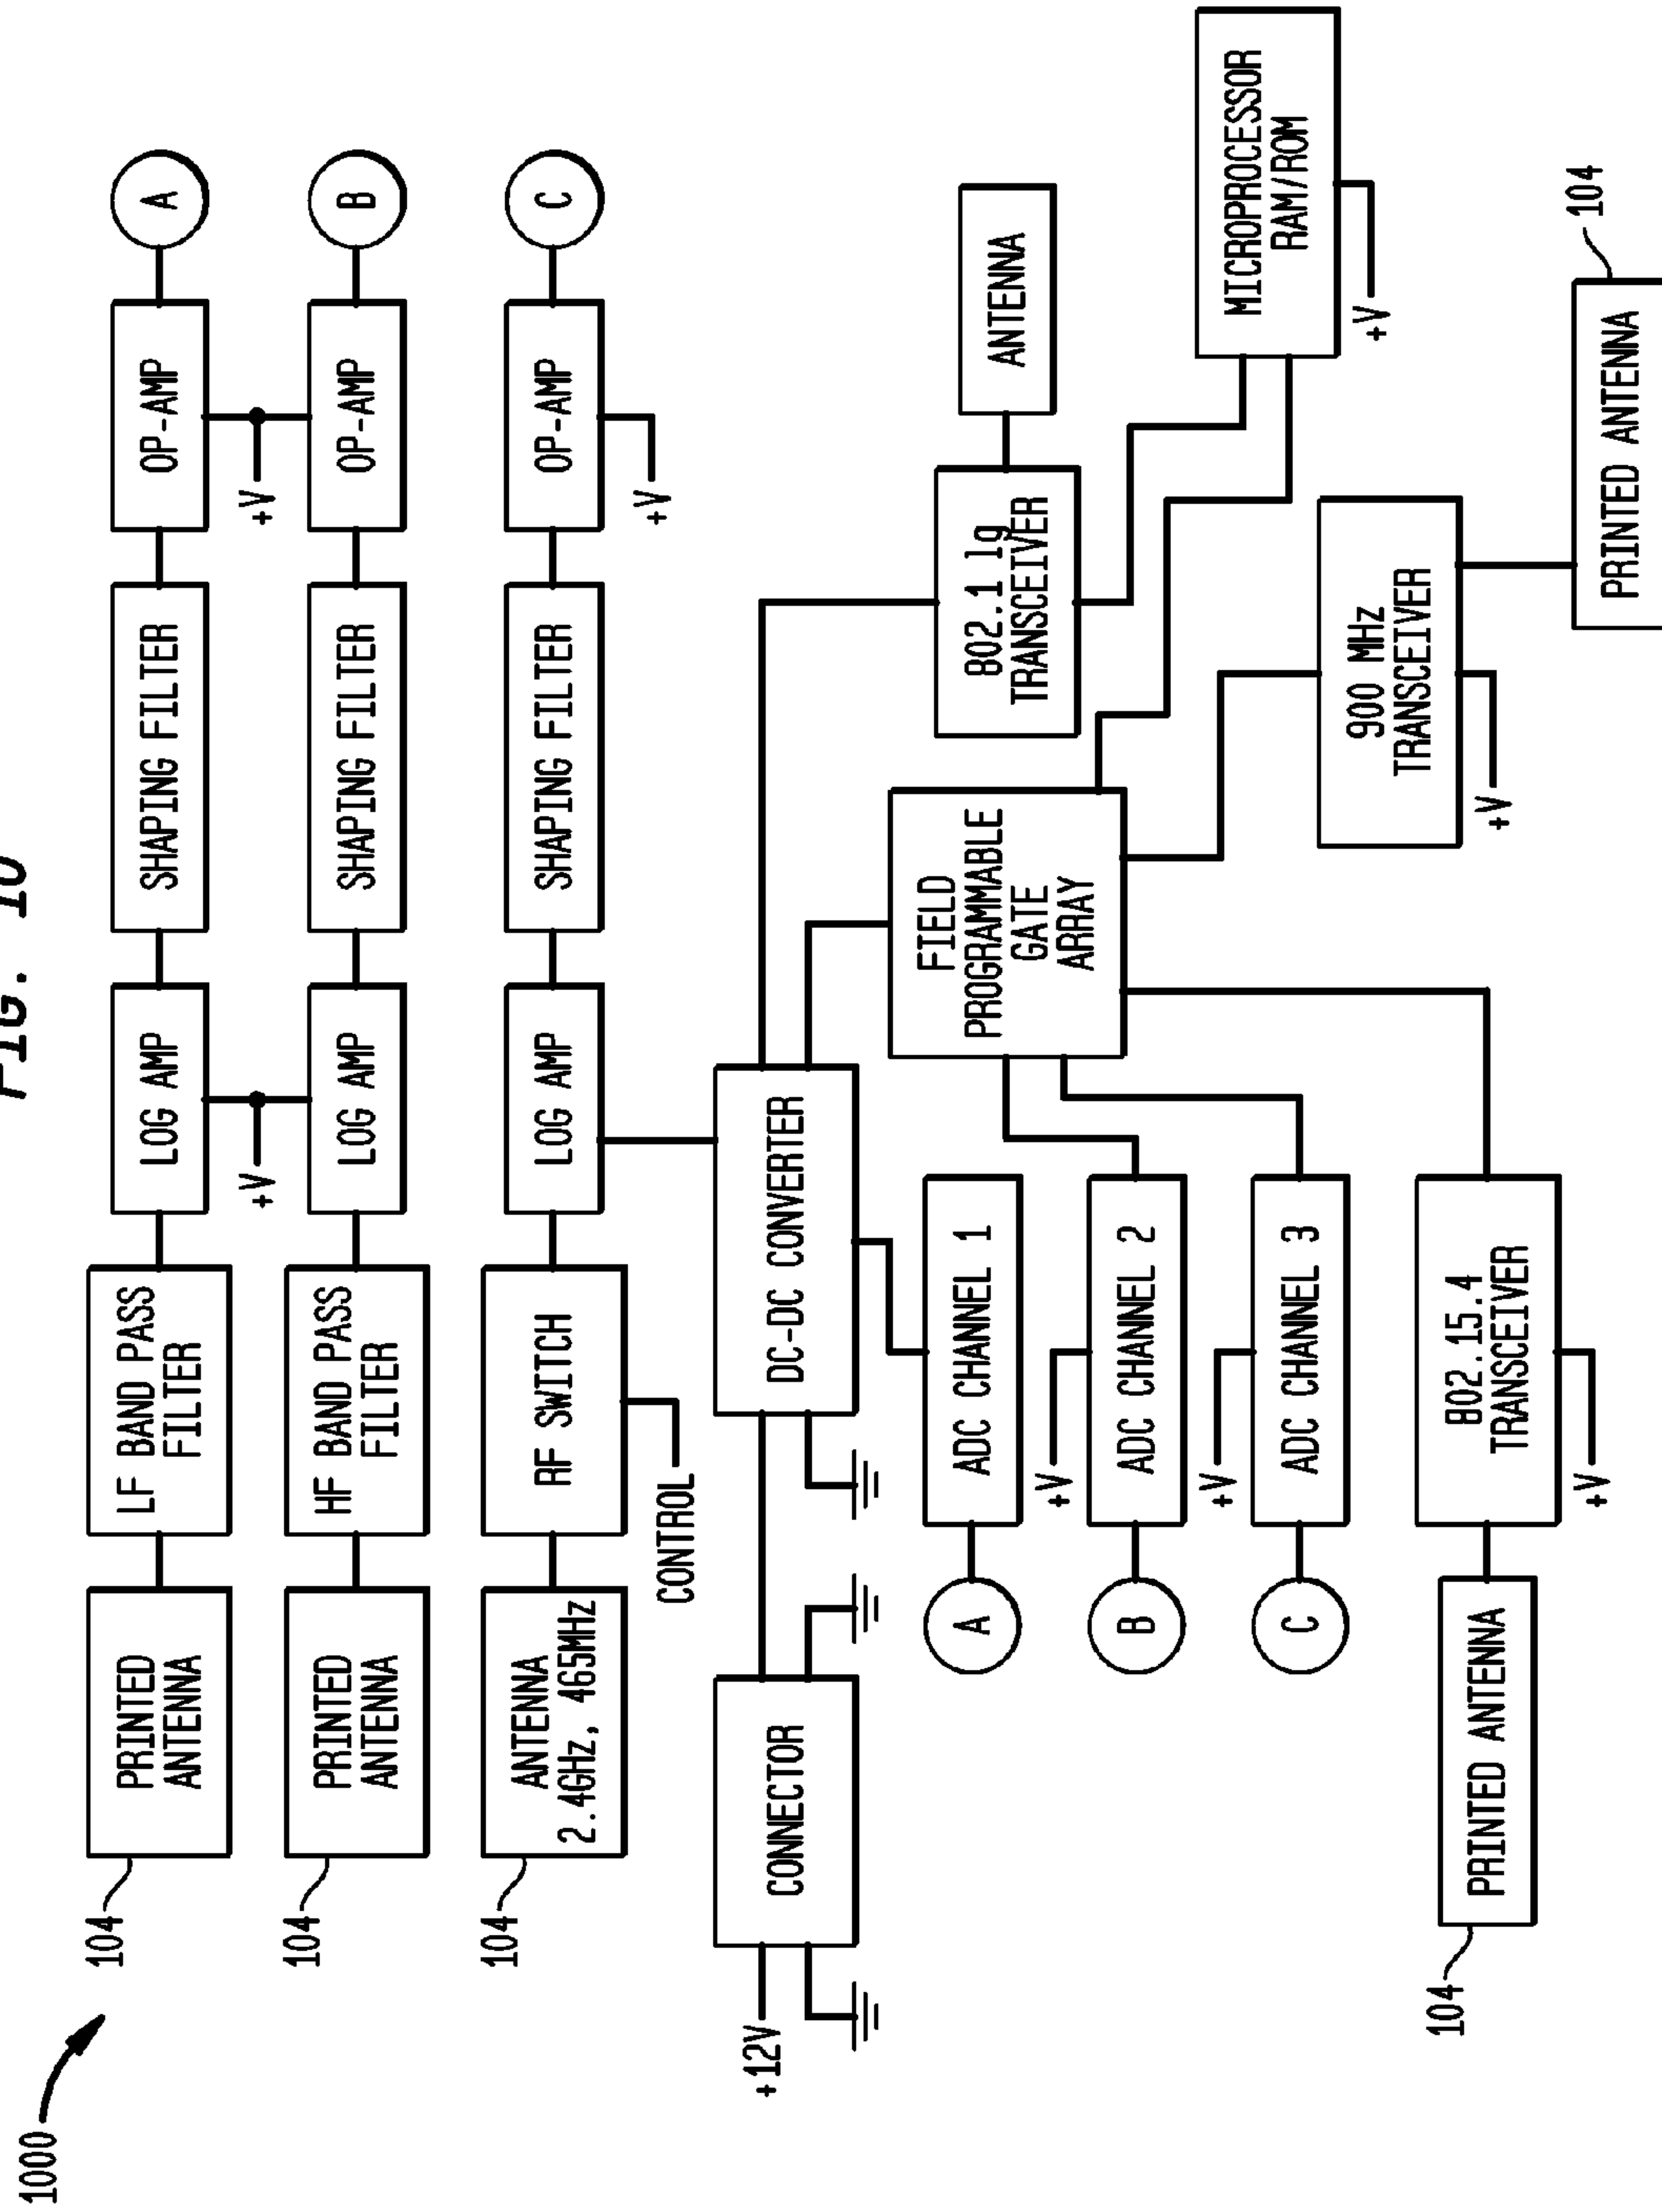 FIG. 10
1000
104
PRINTED
ANTENNA
LF BAND PASS
FILTER
LOG AMP
SHAPING FILTER
OP-AMP
A
+V
+V
104
PRINTED
ANTENNA
HF BAND PASS
FILTER
LOG AMP
SHAPING FILTER
OP-AMP
B
104
ANTENNA
2.4GHz, 465MHz
RF SWITCH
LOG AMP
SHAPING FILTER
OP-AMP
C
CONTROL
+V
+12V
CONNECTOR
DC-DC CONVERTER
802.1 1g
TRANSCEIVER
ANTENNA
FIELD
PROGRAMMABLE
GATE
ARRAY
A
ADC CHANNEL 1
+V
B
ADC CHANNEL 2
+V
C
ADC CHANNEL 3
MICROPROCESSOR
RAM/ROM
+V
900 MHz
TRANSCEIVER
+V
104
PRINTED ANTENNA
802.15.4
TRANSCEIVER
+V
104
PRINTED ANTENNA